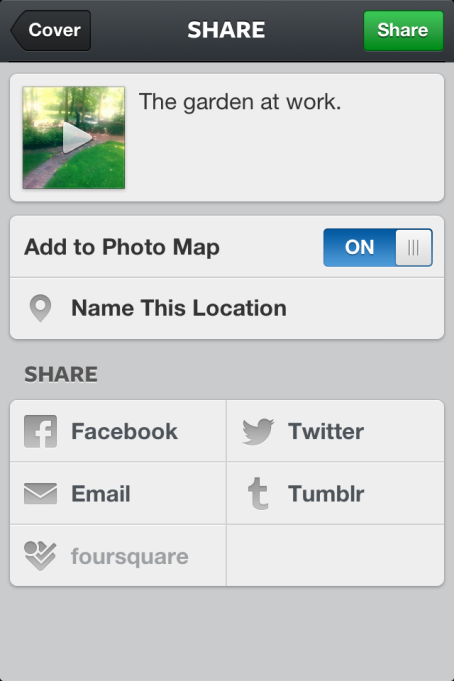 Cover
SHARE
Share
The garden at work.
Add to Photo Map
ON
Name This Location
SHARE
Facebook
Twitter
Email
Tumblr
foursquare